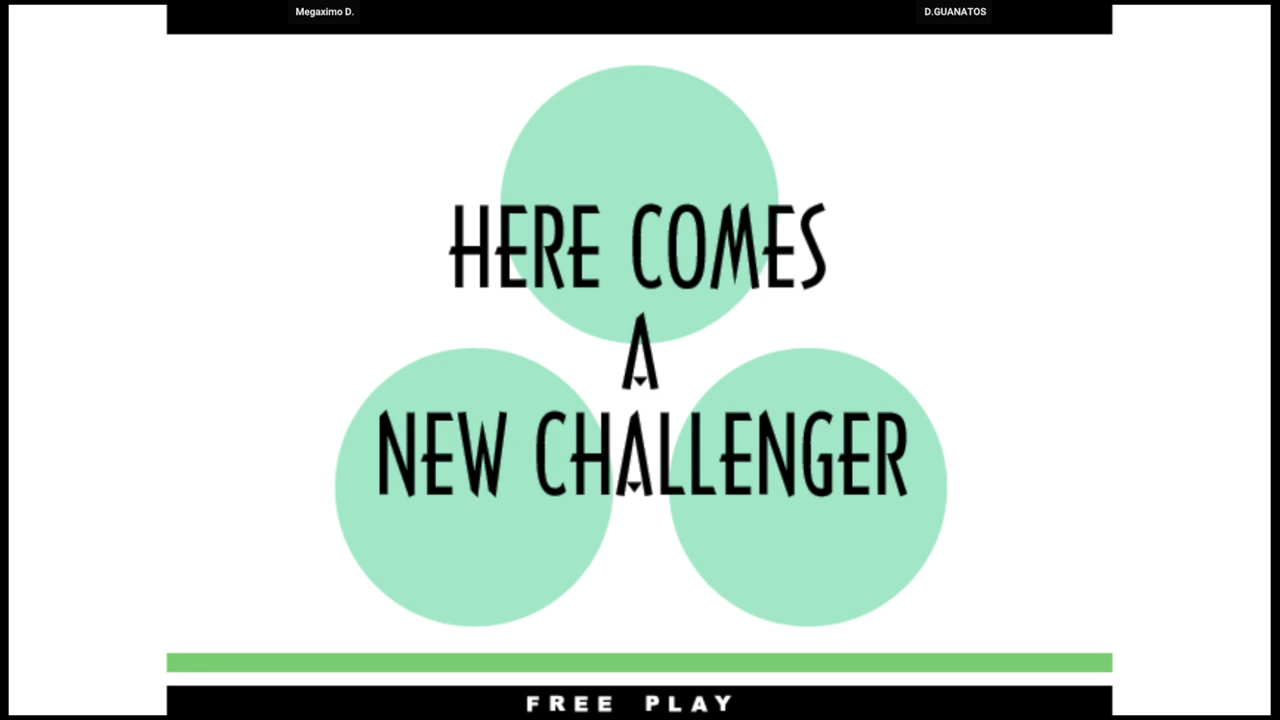 Megaximo D.
D.GUANATOS
HERE COMES
A
NEW CHALLENGER
FREE PLAY